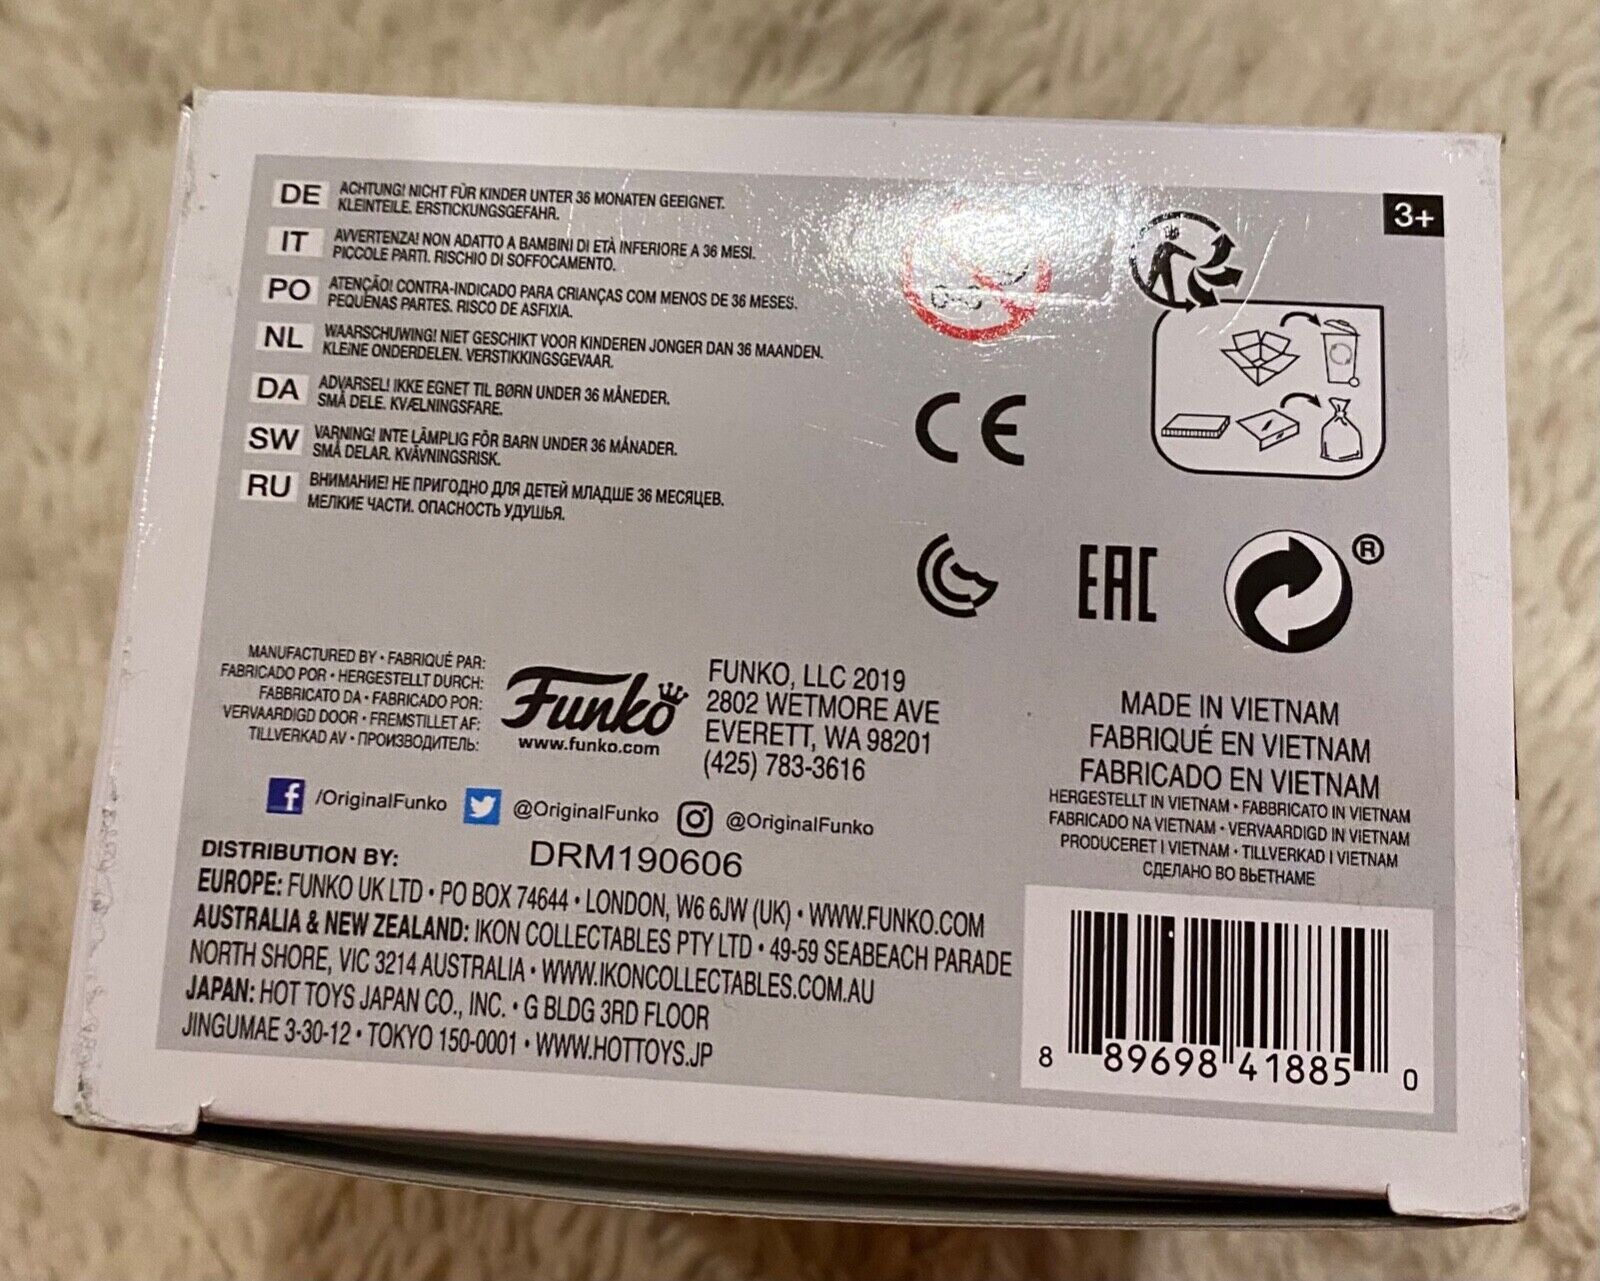 DE ACHTUNG! NICHT FÜR KINDER UNTER 36 MONATEN GEEIGNET.
KLEINTEILE. ERSTICKUNGSGEFAHR.
IT AVVERTENZA! NON ADATTO A BAMBINI DI ETÀ INFERIORE A 36 MESI.
PICCOLE PARTI. RISCHIO DI SOFFOCAMENTO.
PO ATENÇÃO! CONTRA-INDICADO PARA CRIANÇAS COM MENOS DE 36 MESES.
PEQUENAS PARTES. RISCO DE ASFIXIA.
NL WAARSCHUWING! NIET GESCHIKT VOOR KINDEREN JONGER DAN 36 MAANDEN.
KLEINE ONDERDELEN. VERSTIKKINGSGEVAAR.
DA ADVARSEL! IKKE EGNET TIL BØRN UNDER 36 MÅNEDER.
SMÅ DELE. KVÆLNINGSFARE.
SW VARNING! INTE LÄMPLIG FÖR BARN UNDER 36 MÅNADER.
SMÅ DELAR. KVÄVNINGSRISK.
RU ВНИМАНИЕ! НЕ ПРИГОДНО ДЛЯ ДЕТЕЙ МЛАДШЕ 36 МЕСЯЦЕВ.
МЕЛКИЕ ЧАСТИ. ОПАСНОСТЬ УДУШЬЯ.
3+
CE
EAC
®
MANUFACTURED BY • FABRIQUÉ PAR:
FABRICADO POR • HERGESTELLT DURCH:
FABBRICATO DA • FABRICADO POR:
VERVAARDIGD DOOR • FREMSTILLET AF:
TILLVERKAD AV • ПРОИЗВОДИТЕЛЬ:
Funko
www.funko.com
FUNKO, LLC 2019
2802 WETMORE AVE
EVERETT, WA 98201
(425) 783-3616
f /OriginalFunko @OriginalFunko @OriginalFunko
MADE IN VIETNAM
FABRIQUÉ EN VIETNAM
FABRICADO EN VIETNAM
HERGESTELLT IN VIETNAM • FABBRICATO IN VIETNAM
FABRICADO NA VIETNAM • VERVAARDIGD IN VIETNAM
PRODUCERET I VIETNAM • TILLVERKAD I VIETNAM
СДЕЛАНО ВО ВЬЕТНАМЕ
DISTRIBUTION BY: DRM190606
EUROPE: FUNKO UK LTD • PO BOX 74644 • LONDON, W6 6JW (UK) • WWW.FUNKO.COM
AUSTRALIA & NEW ZEALAND: IKON COLLECTABLES PTY LTD • 49-59 SEABEACH PARADE
NORTH SHORE, VIC 3214 AUSTRALIA • WWW.IKONCOLLECTABLES.COM.AU
JAPAN: HOT TOYS JAPAN CO., INC. • G BLDG 3RD FLOOR
JINGUMAE 3-30-12 • TOKYO 150-0001 • WWW.HOTTOYS.JP
8 89698 41885 0